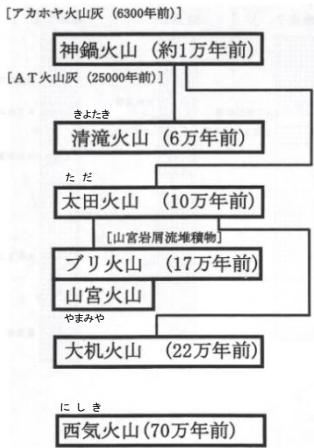 [アカホヤ火山灰（6300年前）]
神鍋火山（約1万年前）
[AT火山灰（25000年前）]
きよたき
清滝火山（6万年前）
ただ
太田火山（10万年前）
[山宮岩屑流堆積物]
ブリ火山（17万年前）
山宮火山
やまみや
大机火山（22万年前）
にしき
西気火山（70万年前）